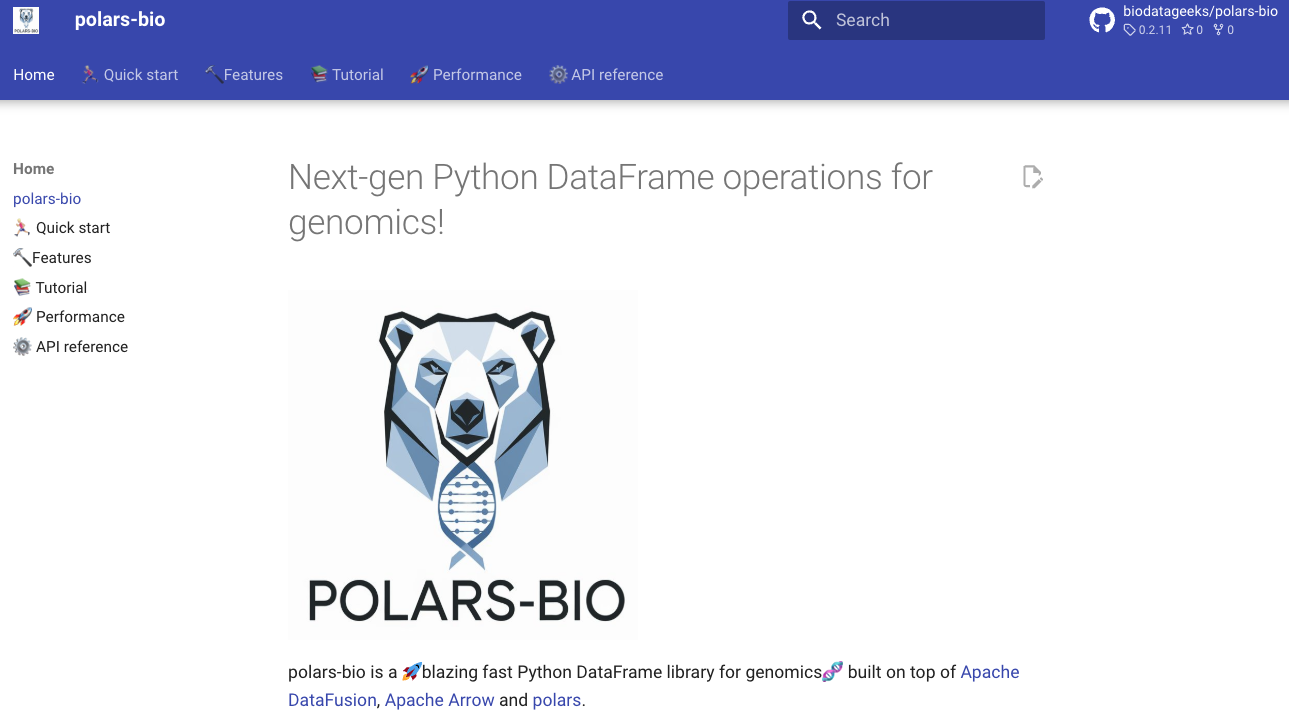 polars-bio
Search
biodatageeks/polars-bio
0.2.11 0 0
Home Quick start Features Tutorial Performance API reference
Home
polars-bio
Quick start
Features
Tutorial
Performance
API reference
Next-gen Python DataFrame operations for
genomics!
POLARS-BIO
polars-bio is a 🚀blazing fast Python DataFrame library for genomics🧬 built on top of Apache
DataFusion, Apache Arrow and polars.